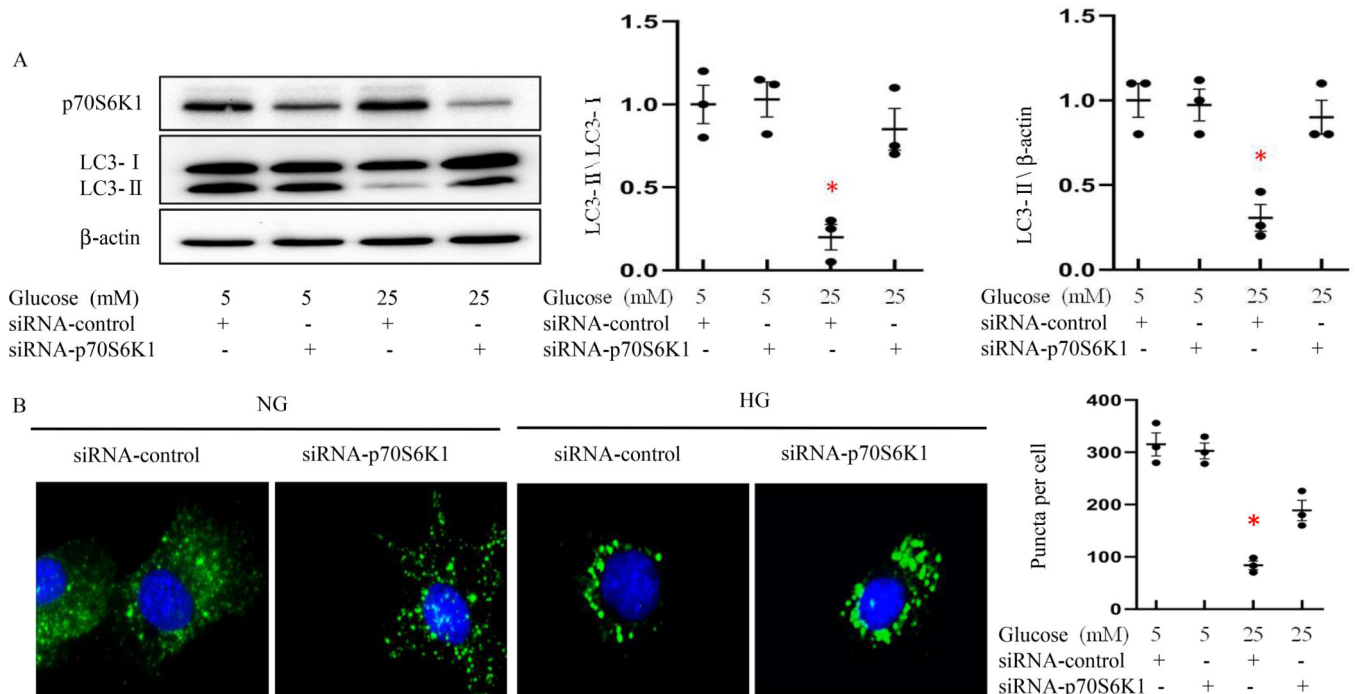 A
p70S6K1
LC3- I
LC3- II
β-actin
Glucose (mM) 5 5 25 25
siRNA-control + - + -
siRNA-p70S6K1 - + - +
LC3- II \ LC3- I
1.5
1.0
0.5
0.0
*
Glucose (mM) 5 5 25 25
siRNA-control + - + -
siRNA-p70S6K1 - + - +
LC3- II \ β-actin
1.5
1.0
0.5
0.0
*
Glucose (mM) 5 5 25 25
siRNA-control + - + -
siRNA-p70S6K1 - + - +
B
NG HG
siRNA-control siRNA-p70S6K1 siRNA-control siRNA-p70S6K1
Puncta per cell
400
300
200
100
0
*
Glucose (mM) 5 5 25 25
siRNA-control + - + -
siRNA-p70S6K1 - + - +